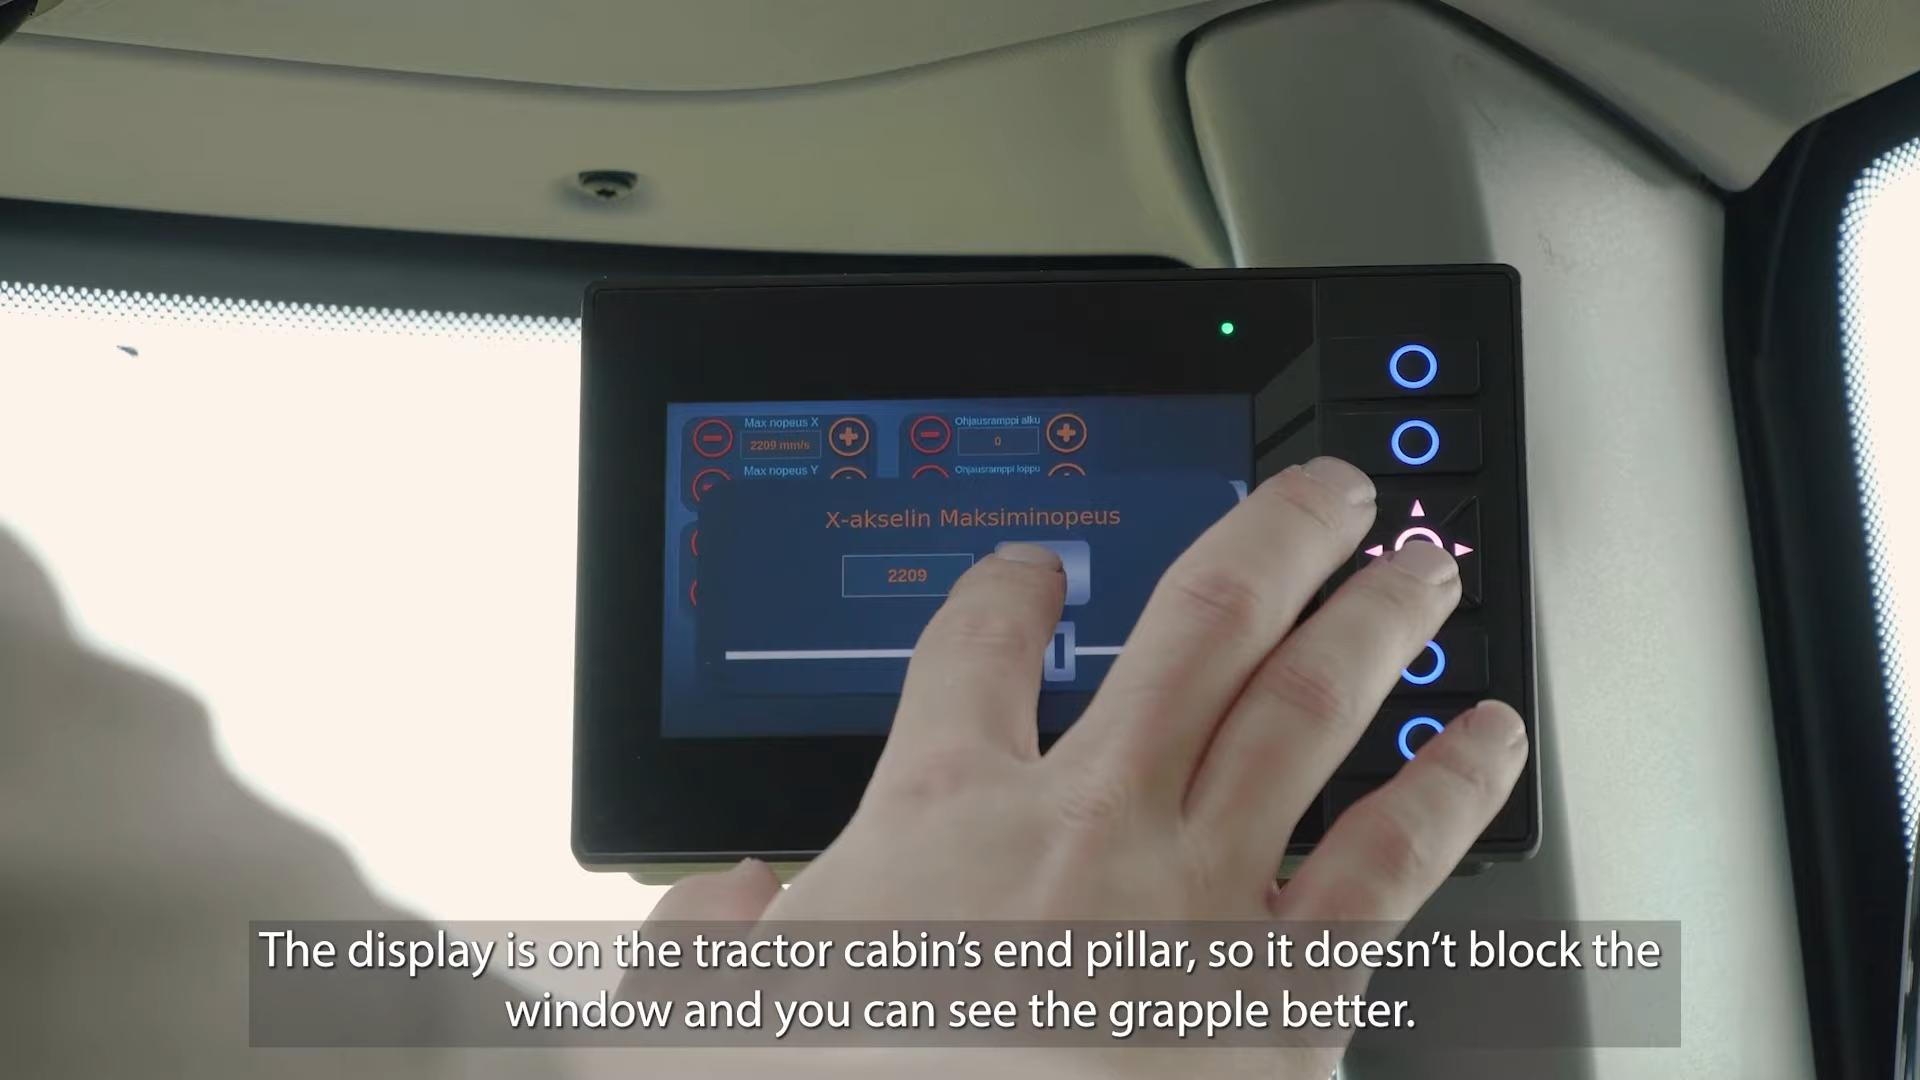 Max nopeus X
2209 mm/s
Max nopeus Y
Ohjausramppi alku
0
Ohjausramppi loppu
X-akselin Maksiminopeus
2209
The display is on the tractor cabin’s end pillar, so it doesn’t block the
window and you can see the grapple better.